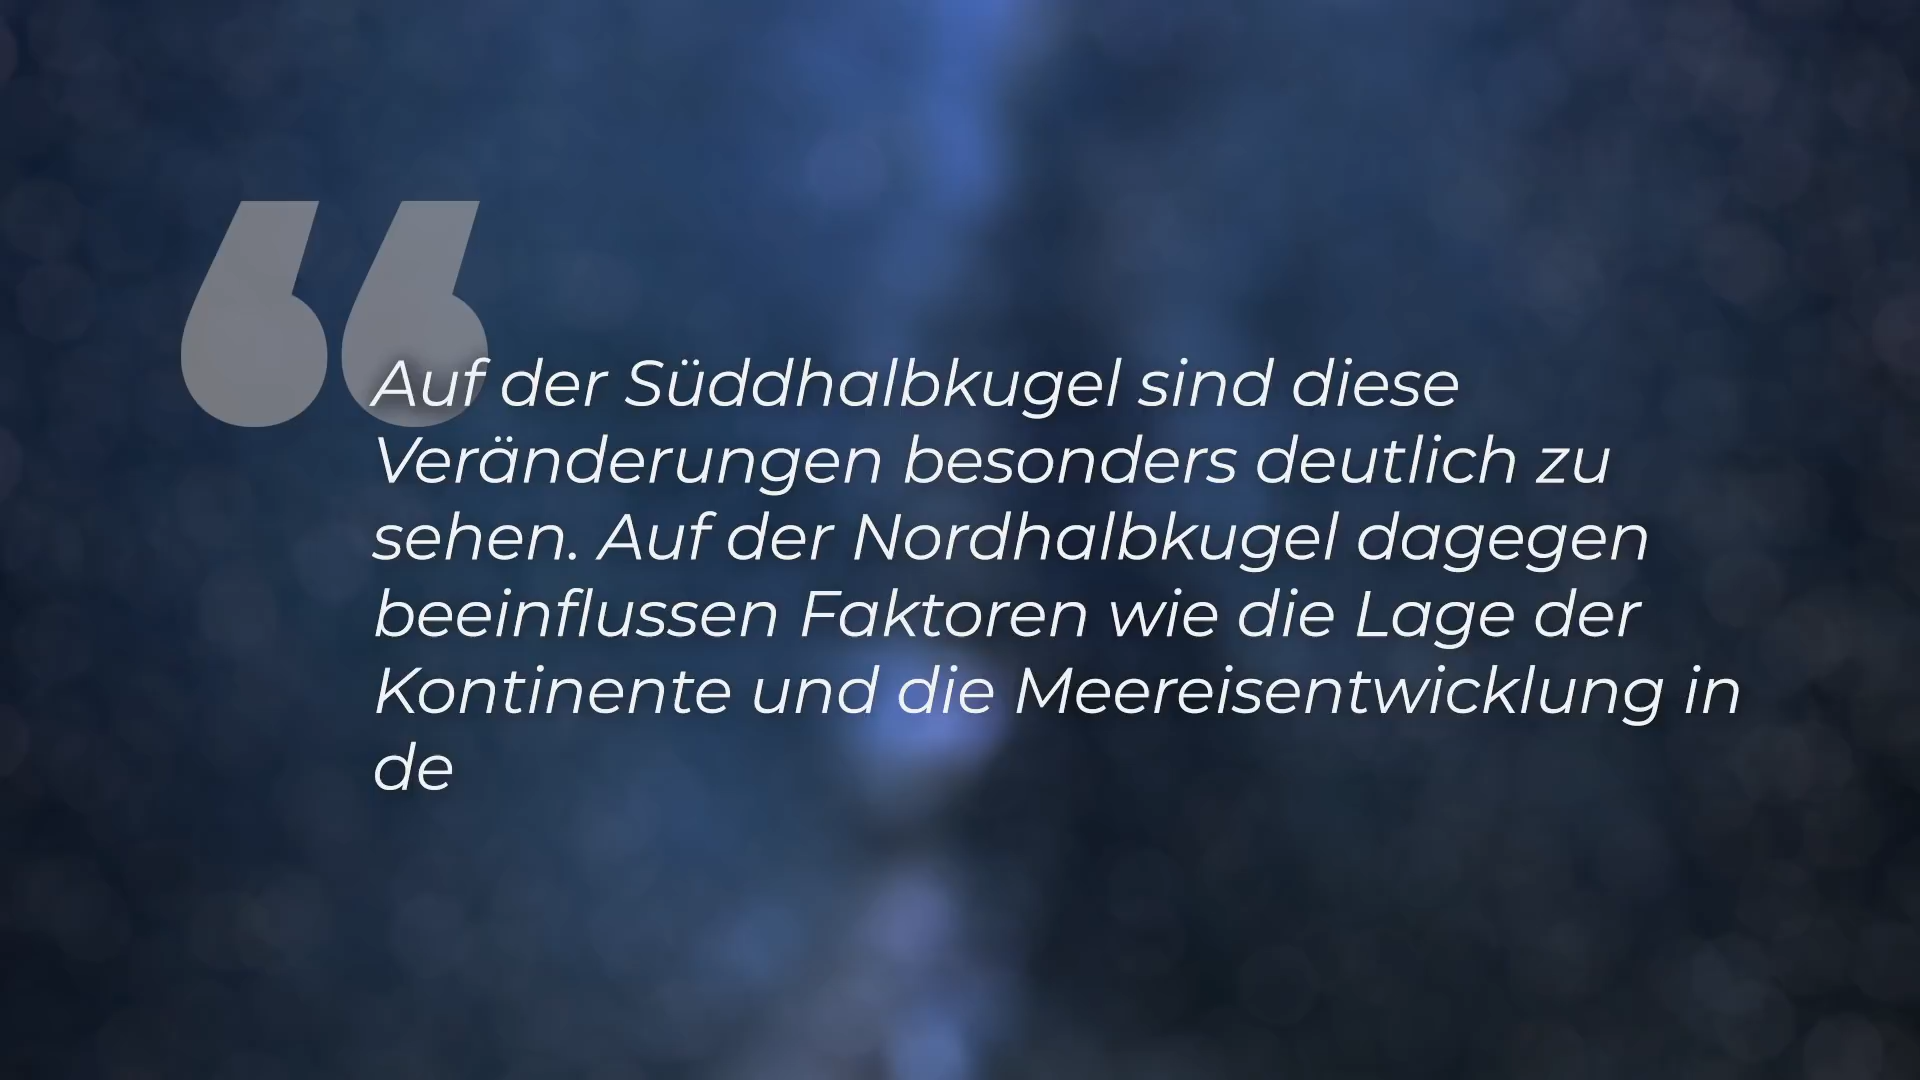 Auf der Süddhalbkugel sind diese
Veränderungen besonders deutlich zu
sehen. Auf der Nordhalbkugel dagegen
beeinflussen Faktoren wie die Lage der
Kontinente und die Meereisentwicklung in
de